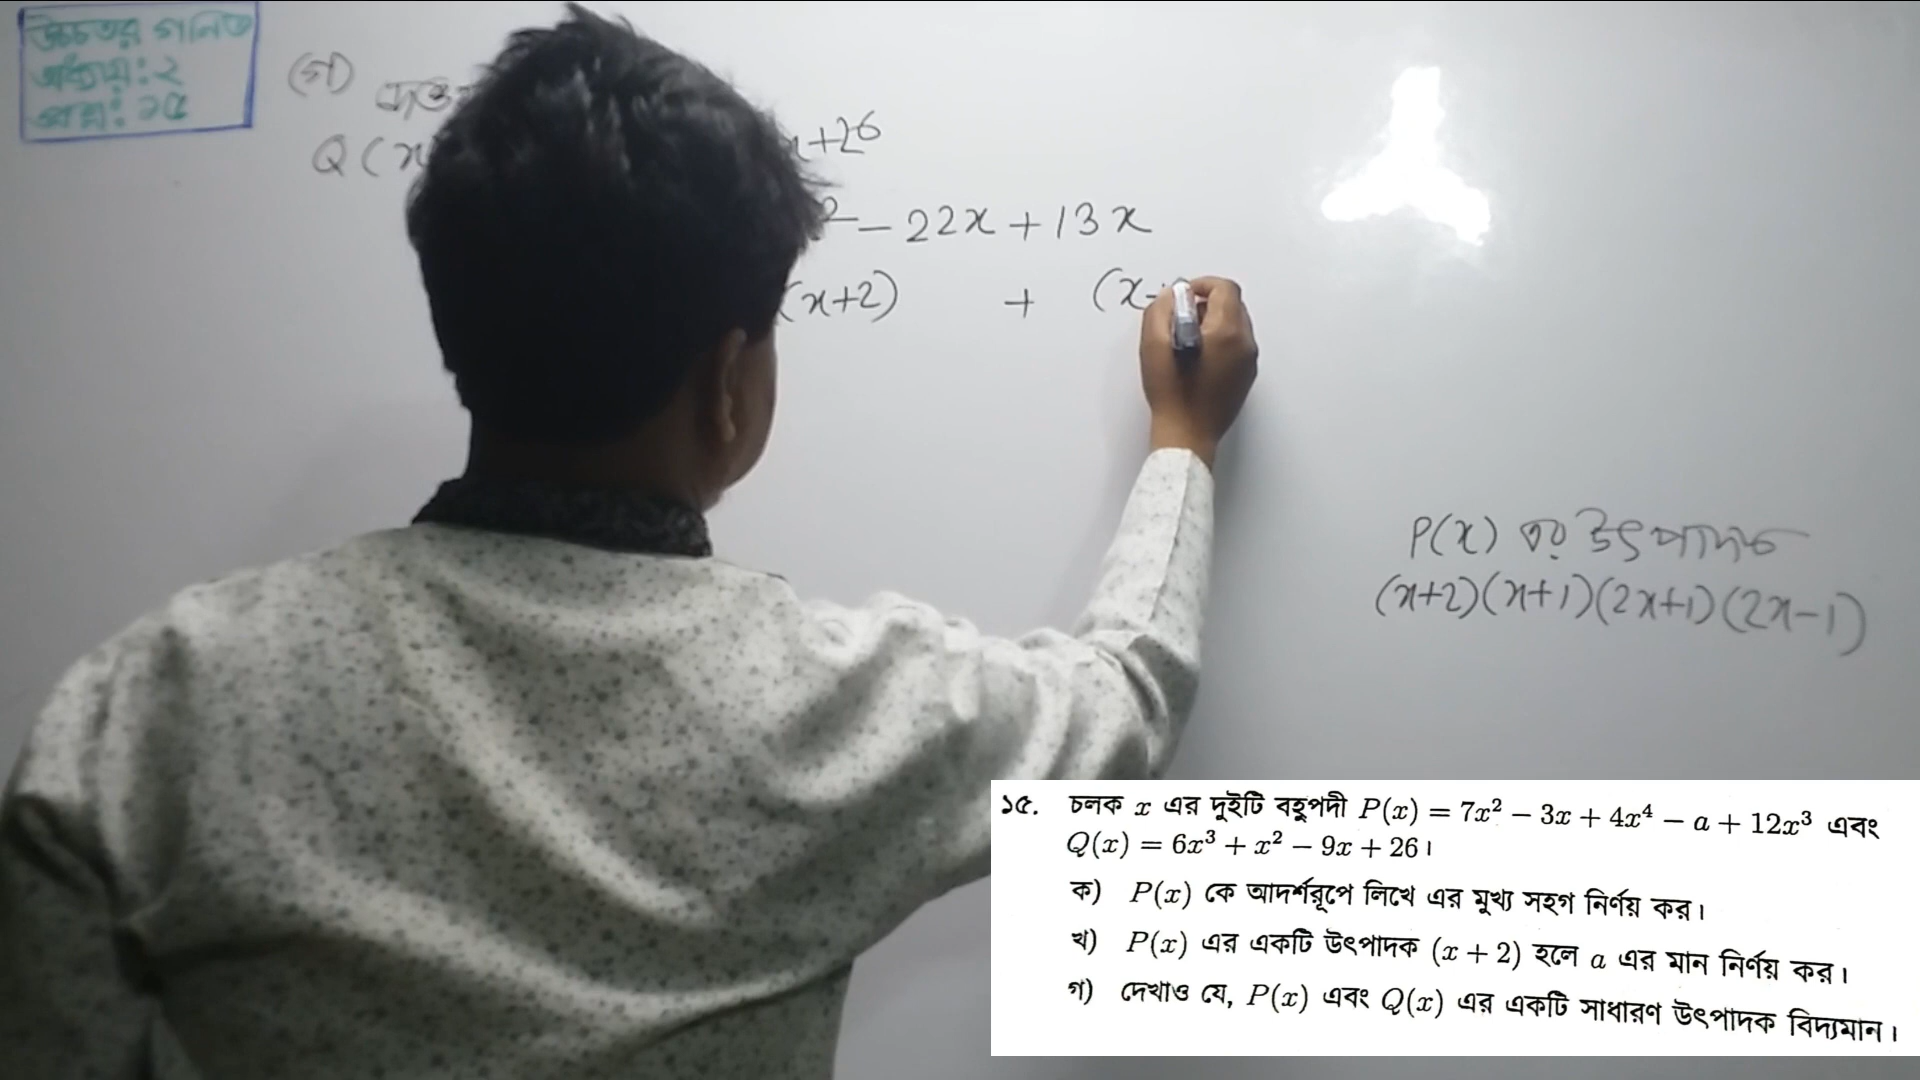 উচ্চতর গনিত
অধ্যায়: ২
প্রশ্ন: ১৫
(গ)
Q(x
x+26
2 - 22x + 13x
(x+2) + (x+
P(x) এর উৎপাদক
(x+2)(x+1)(2x+1)(2x-1)
১৫. চলক x এর দুইটি বহুপদী P(x) = 7x² − 3x + 4x⁴ − a + 12x³ এবং
Q(x) = 6x³ + x² − 9x + 26।
ক) P(x) কে আদর্শরূপে লিখে এর মুখ্য সহগ নির্ণয় কর।
খ) P(x) এর একটি উৎপাদক (x + 2) হলে a এর মান নির্ণয় কর।
গ) দেখাও যে, P(x) এবং Q(x) এর একটি সাধারণ উৎপাদক বিদ্যমান।